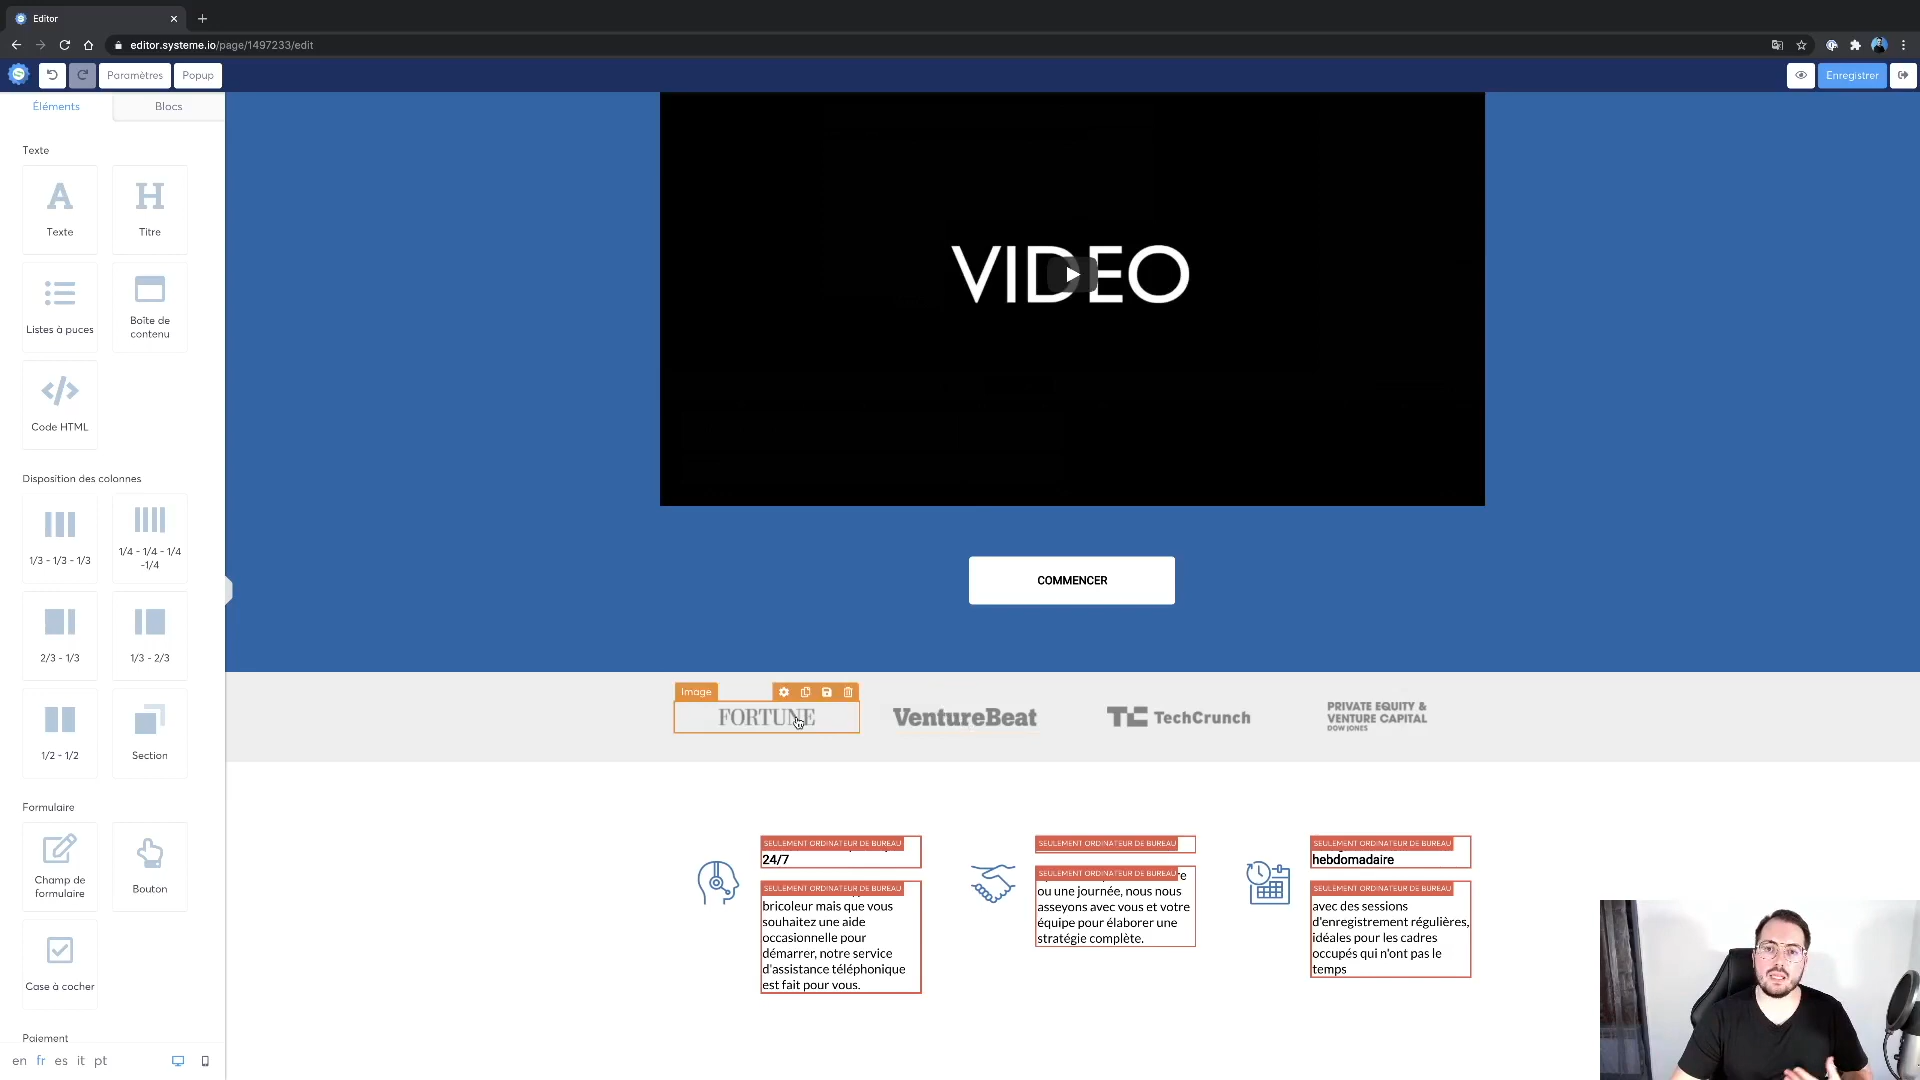 Editor
editor.systeme.io/page/1497233/edit
Paramètres
Popup
Enregistrer
Éléments
Blocs
Texte
Texte
Titre
Listes à puces
Boîte de
contenu
Code HTML
Disposition des colonnes
1/3 - 1/3 - 1/3
1/4 - 1/4 - 1/4
-1/4
2/3 - 1/3
1/3 - 2/3
1/2 - 1/2
Section
Formulaire
Champ de
formulaire
Bouton
Case à cocher
Paiement
en fr es it pt
VIDEO
COMMENCER
Image
FORTUNE
VentureBeat
TC TechCrunch
PRIVATE EQUITY &
VENTURE CAPITAL
DOW JONES
SEULEMENT ORDINATEUR DE BUREAU
24/7
SEULEMENT ORDINATEUR DE BUREAU
bricoleur mais que vous
souhaitez une aide
occasionnelle pour
démarrer, notre service
d'assistance téléphonique
est fait pour vous.
SEULEMENT ORDINATEUR DE BUREAU
SEULEMENT ORDINATEUR DE BUREAU
ou une journée, nous nous
asseyons avec vous et votre
équipe pour élaborer une
stratégie complète.
SEULEMENT ORDINATEUR DE BUREAU
hebdomadaire
SEULEMENT ORDINATEUR DE BUREAU
avec des sessions
d'enregistrement régulières,
idéales pour les cadres
occupés qui n'ont pas le
temps